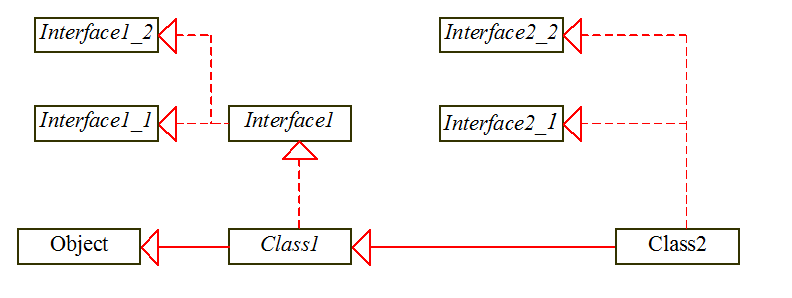 Interface1_2
Interface2_2
Interface1_1
Interface1
Interface2_1
Object
Class1
Class2